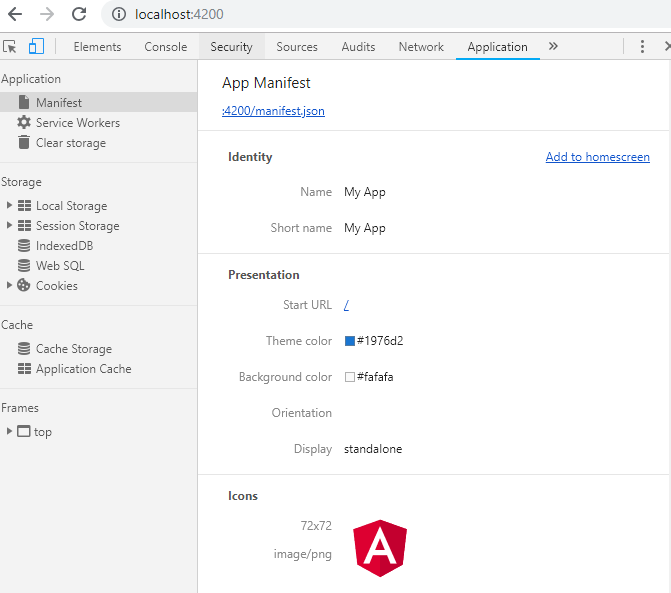 localhost:4200
Elements Console Security Sources Audits Network Application »
Application
Manifest
Service Workers
Clear storage
Storage
Local Storage
Session Storage
IndexedDB
Web SQL
Cookies
Cache
Cache Storage
Application Cache
Frames
top
App Manifest
:4200/manifest.json
Identity Add to homescreen
Name My App
Short name My App
Presentation
Start URL /
Theme color #1976d2
Background color #fafafa
Orientation
Display standalone
Icons
72x72
image/png
A